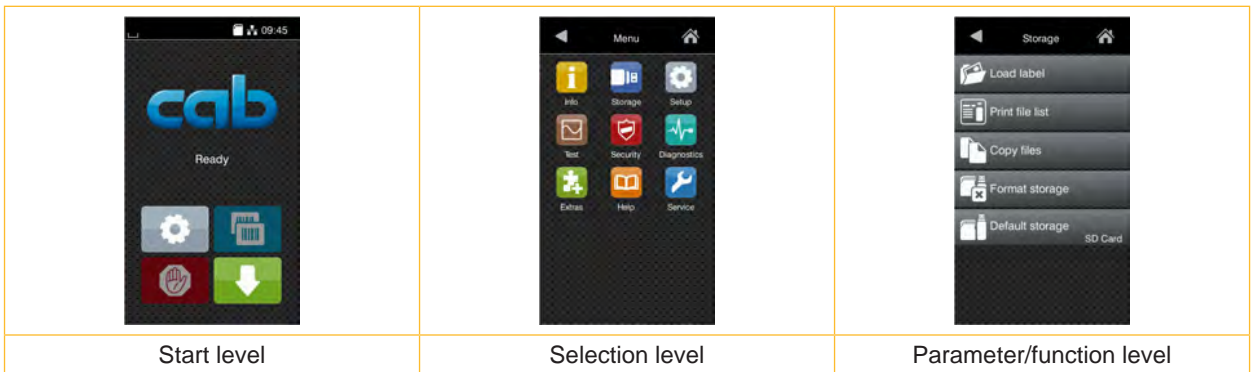 09:45
cab
Ready
Start level
Menu
Info Storage Setup
Test Security Diagnostics
Extras Help Service
Selection level
Storage
Load label
Print file list
Copy files
Format storage
Default storage
SD Card
Parameter/function level